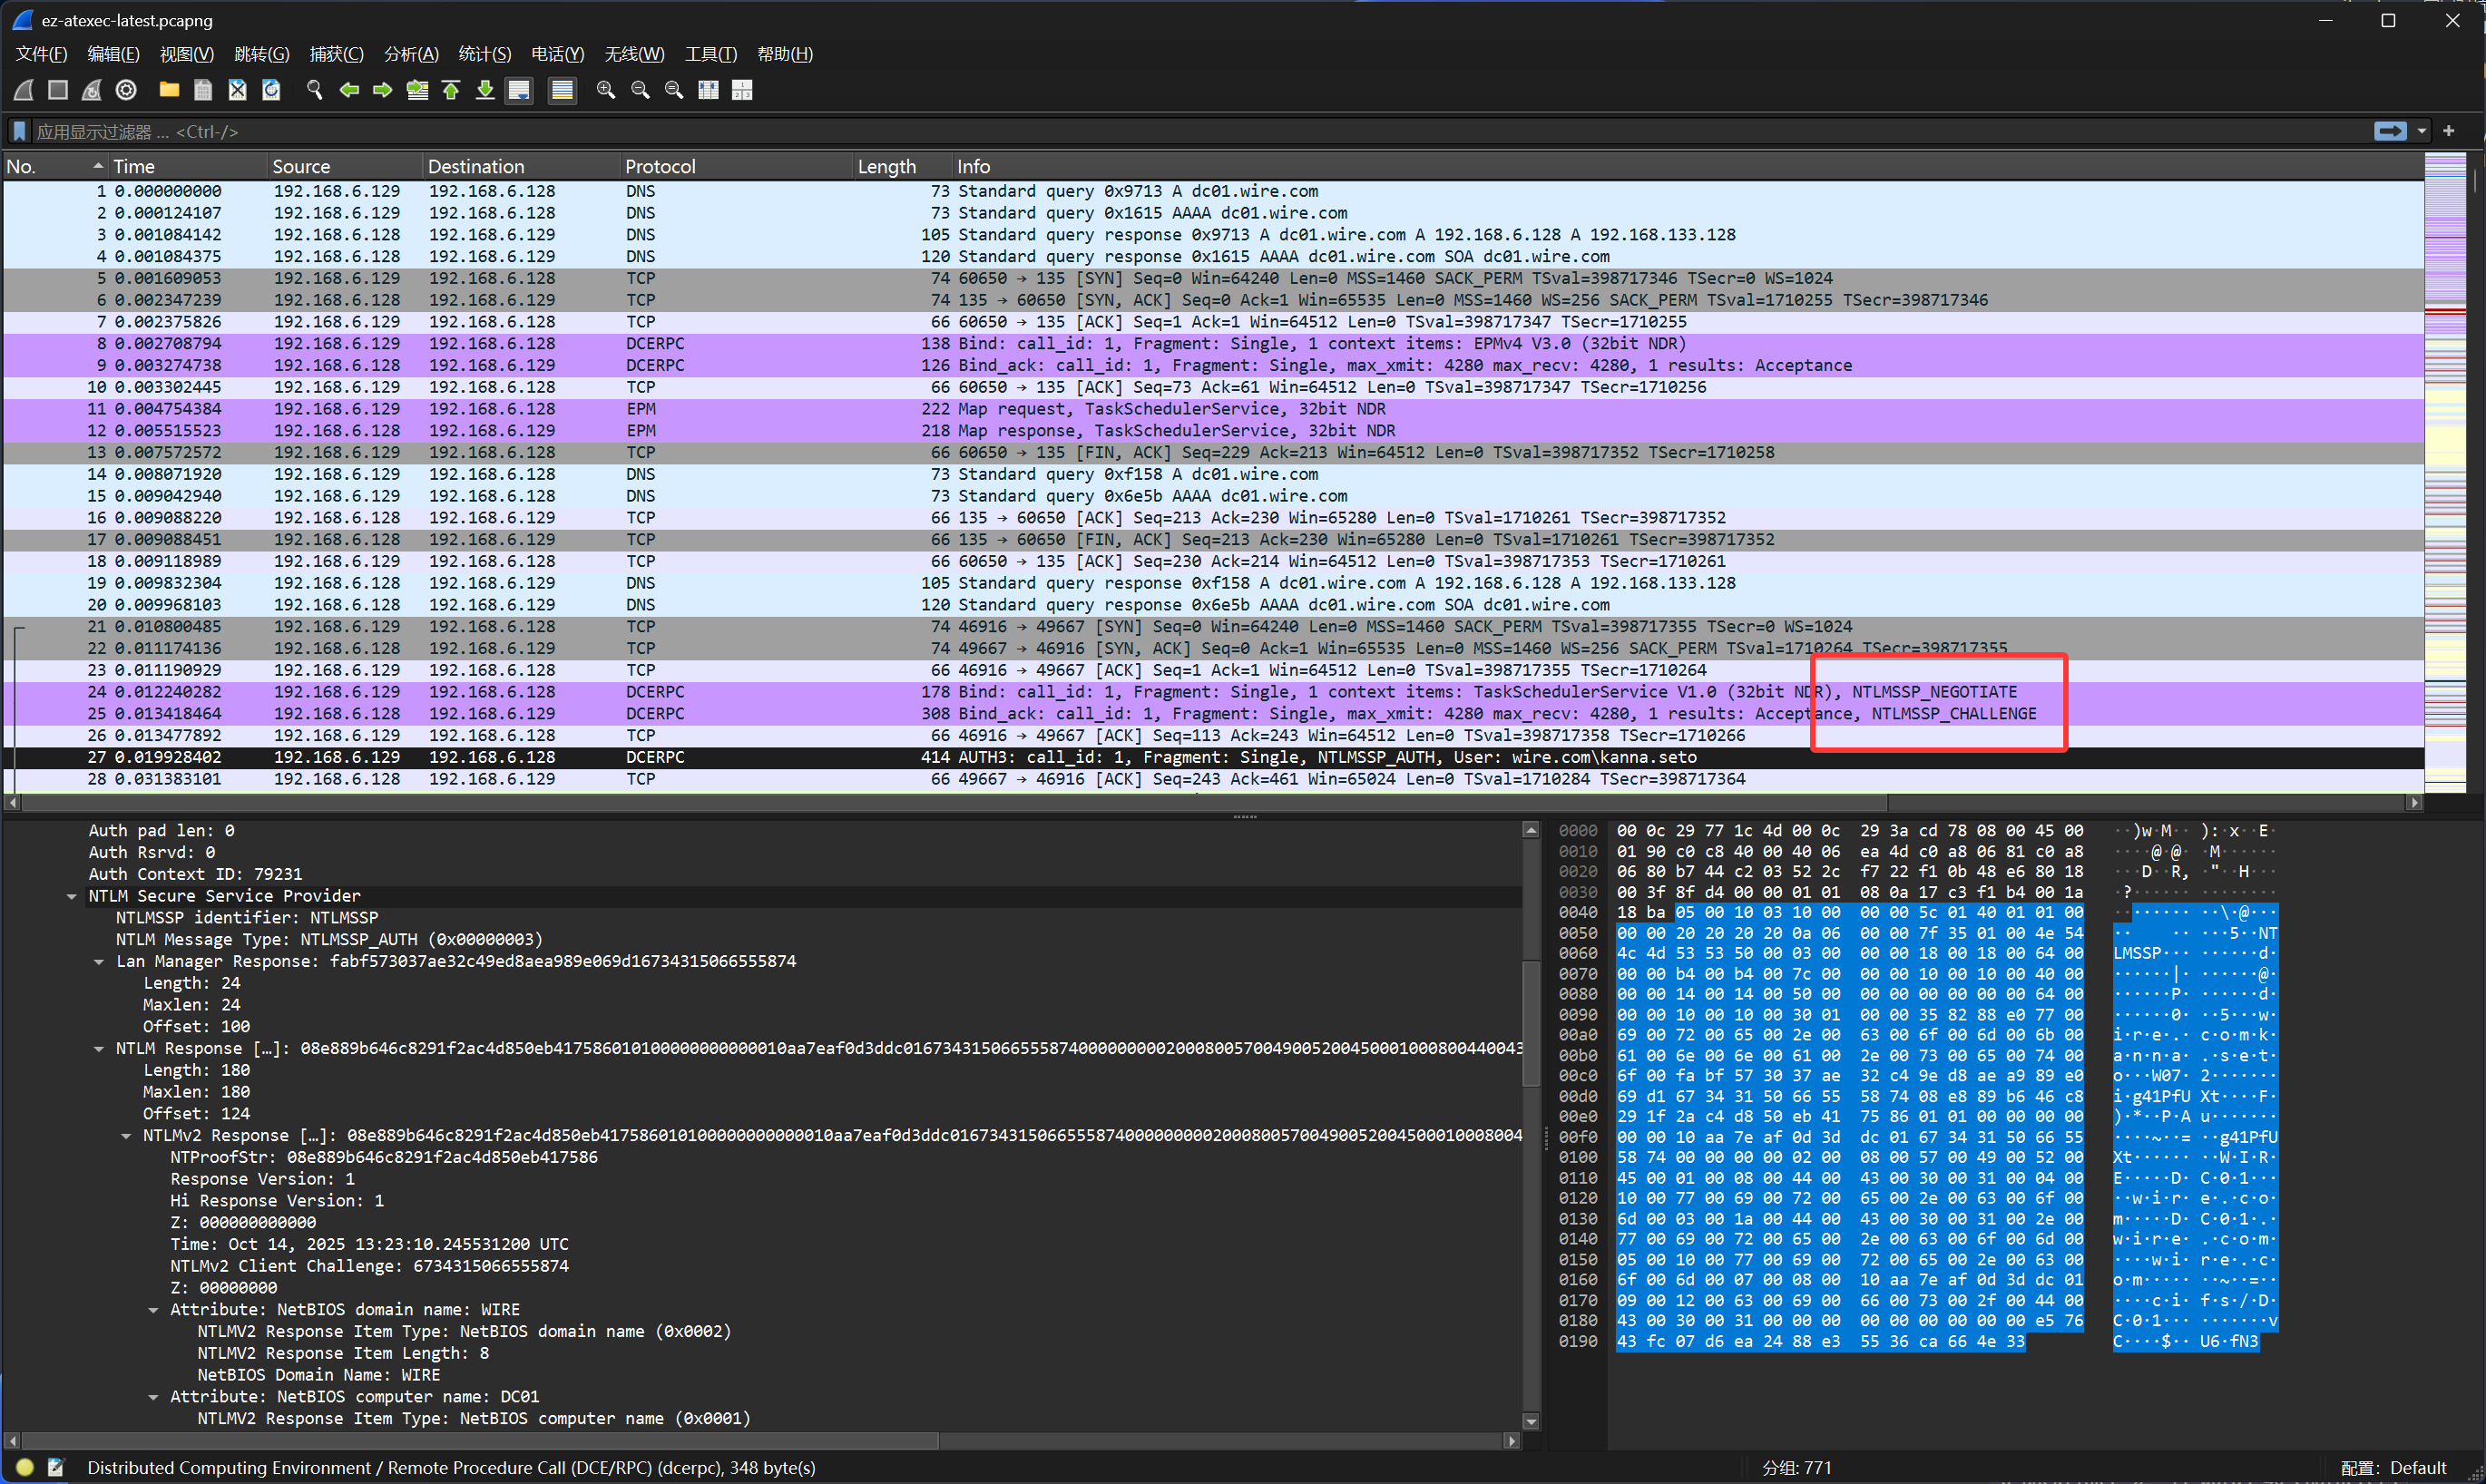 ez-atexec-latest.pcapng
文件(F) 编辑(E) 视图(V) 跳转(G) 捕获(C) 分析(A) 统计(S) 电话(Y) 无线(W) 工具(T) 帮助(H)
应用显示过滤器 … <Ctrl-/>
No. Time Source Destination Protocol Length Info
1 0.000000000 192.168.6.129 192.168.6.128 DNS 73 Standard query 0x9713 A dc01.wire.com
2 0.000124107 192.168.6.129 192.168.6.128 DNS 73 Standard query 0x1615 AAAA dc01.wire.com
3 0.001084142 192.168.6.128 192.168.6.129 DNS 105 Standard query response 0x9713 A dc01.wire.com A 192.168.6.128 A 192.168.133.128
4 0.001084375 192.168.6.128 192.168.6.129 DNS 120 Standard query response 0x1615 AAAA dc01.wire.com SOA dc01.wire.com
5 0.001609053 192.168.6.129 192.168.6.128 TCP 74 60650 → 135 [SYN] Seq=0 Win=64240 Len=0 MSS=1460 SACK_PERM TSval=398717346 TSecr=0 WS=1024
6 0.002347239 192.168.6.128 192.168.6.129 TCP 74 135 → 60650 [SYN, ACK] Seq=0 Ack=1 Win=65535 Len=0 MSS=1460 WS=256 SACK_PERM TSval=1710255 TSecr=398717346
7 0.002375826 192.168.6.129 192.168.6.128 TCP 66 60650 → 135 [ACK] Seq=1 Ack=1 Win=64512 Len=0 TSval=398717347 TSecr=1710255
8 0.002708794 192.168.6.129 192.168.6.128 DCERPC 138 Bind: call_id: 1, Fragment: Single, 1 context items: EPMv4 V3.0 (32bit NDR)
9 0.003274738 192.168.6.128 192.168.6.129 DCERPC 126 Bind_ack: call_id: 1, Fragment: Single, max_xmit: 4280 max_recv: 4280, 1 results: Acceptance
10 0.003302445 192.168.6.129 192.168.6.128 TCP 66 60650 → 135 [ACK] Seq=73 Ack=61 Win=64512 Len=0 TSval=398717347 TSecr=1710256
11 0.004754384 192.168.6.129 192.168.6.128 EPM 222 Map request, TaskSchedulerService, 32bit NDR
12 0.005515523 192.168.6.128 192.168.6.129 EPM 218 Map response, TaskSchedulerService, 32bit NDR
13 0.007572572 192.168.6.129 192.168.6.128 TCP 66 60650 → 135 [FIN, ACK] Seq=229 Ack=213 Win=64512 Len=0 TSval=398717352 TSecr=1710258
14 0.008071920 192.168.6.129 192.168.6.128 DNS 73 Standard query 0xf158 A dc01.wire.com
15 0.009042940 192.168.6.129 192.168.6.128 DNS 73 Standard query 0x6e5b AAAA dc01.wire.com
16 0.009088220 192.168.6.128 192.168.6.129 TCP 66 135 → 60650 [ACK] Seq=213 Ack=230 Win=65280 Len=0 TSval=1710261 TSecr=398717352
17 0.009088451 192.168.6.128 192.168.6.129 TCP 66 135 → 60650 [FIN, ACK] Seq=213 Ack=230 Win=65280 Len=0 TSval=1710261 TSecr=398717352
18 0.009118989 192.168.6.129 192.168.6.128 TCP 66 60650 → 135 [ACK] Seq=230 Ack=214 Win=64512 Len=0 TSval=398717353 TSecr=1710261
19 0.009832304 192.168.6.128 192.168.6.129 DNS 105 Standard query response 0xf158 A dc01.wire.com A 192.168.6.128 A 192.168.133.128
20 0.009968103 192.168.6.128 192.168.6.129 DNS 120 Standard query response 0x6e5b AAAA dc01.wire.com SOA dc01.wire.com
21 0.010800485 192.168.6.129 192.168.6.128 TCP 74 46916 → 49667 [SYN] Seq=0 Win=64240 Len=0 MSS=1460 SACK_PERM TSval=398717355 TSecr=0 WS=1024
22 0.011174136 192.168.6.128 192.168.6.129 TCP 74 49667 → 46916 [SYN, ACK] Seq=0 Ack=1 Win=65535 Len=0 MSS=1460 WS=256 SACK_PERM TSval=1710264 TSecr=398717355
23 0.011190929 192.168.6.129 192.168.6.128 TCP 66 46916 → 49667 [ACK] Seq=1 Ack=1 Win=64512 Len=0 TSval=398717355 TSecr=1710264
24 0.012240282 192.168.6.129 192.168.6.128 DCERPC 178 Bind: call_id: 1, Fragment: Single, 1 context items: TaskSchedulerService V1.0 (32bit NDR), NTLMSSP_NEGOTIATE
25 0.013418464 192.168.6.128 192.168.6.129 DCERPC 308 Bind_ack: call_id: 1, Fragment: Single, max_xmit: 4280 max_recv: 4280, 1 results: Acceptance, NTLMSSP_CHALLENGE
26 0.013477892 192.168.6.129 192.168.6.128 TCP 66 46916 → 49667 [ACK] Seq=113 Ack=243 Win=64512 Len=0 TSval=398717358 TSecr=1710266
27 0.019928402 192.168.6.129 192.168.6.128 DCERPC 414 AUTH3: call_id: 1, Fragment: Single, NTLMSSP_AUTH, User: wire.com\kanna.seto
28 0.031383101 192.168.6.128 192.168.6.129 TCP 66 49667 → 46916 [ACK] Seq=243 Ack=461 Win=65024 Len=0 TSval=1710284 TSecr=398717364
Auth pad len: 0
Auth Rsrvd: 0
Auth Context ID: 79231
NTLM Secure Service Provider
NTLMSSP identifier: NTLMSSP
NTLM Message Type: NTLMSSP_AUTH (0x00000003)
Lan Manager Response: fabf573037ae32c49ed8aea989e069d16734315066555874
Length: 24
Maxlen: 24
Offset: 100
NTLM Response […]: 08e889b646c8291f2ac4d850eb41758601010000000000000010aa7eaf0d3ddc0167343150665558740000000002000800570049005200450001000800440043
Length: 180
Maxlen: 180
Offset: 124
NTLMv2 Response […]: 08e889b646c8291f2ac4d850eb41758601010000000000000010aa7eaf0d3ddc01673431506655587400000000020008005700490052004500010008004
NTProofStr: 08e889b646c8291f2ac4d850eb417586
Response Version: 1
Hi Response Version: 1
Z: 000000000000
Time: Oct 14, 2025 13:23:10.245531200 UTC
NTLMv2 Client Challenge: 6734315066555874
Z: 00000000
Attribute: NetBIOS domain name: WIRE
NTLMV2 Response Item Type: NetBIOS domain name (0x0002)
NTLMV2 Response Item Length: 8
NetBIOS Domain Name: WIRE
Attribute: NetBIOS computer name: DC01
NTLMV2 Response Item Type: NetBIOS computer name (0x0001)
0000 00 0c 29 77 1c 4d 00 0c 29 3a cd 78 08 00 45 00 ··)w·M·· ):·x··E·
0010 01 90 c0 c8 40 00 40 06 ea 4d c0 a8 06 81 c0 a8 ····@·@· ·M······
0020 06 80 b7 44 c2 03 52 2c f7 22 f1 0b 48 e6 80 18 ···D··R, ·"··H···
0030 00 3f 8f d4 00 00 01 01 08 0a 17 c3 f1 b4 00 1a ·?······ ········
0040 18 ba 05 00 10 03 10 00 00 00 5c 01 40 01 01 00 ········ ··\·@···
0050 00 00 20 20 20 20 0a 06 00 00 7f 35 01 00 4e 54 ··    ·· ···5··NT
0060 4c 4d 53 53 50 00 03 00 00 00 18 00 18 00 64 00 LMSSP··· ······d·
0070 00 00 b4 00 b4 00 7c 00 00 00 10 00 10 00 40 00 ······|· ······@·
0080 00 00 14 00 14 00 50 00 00 00 00 00 00 00 64 00 ······P· ······d·
0090 00 00 10 00 10 00 30 01 00 00 35 82 88 e0 77 00 ······0· ··5···w·
00a0 69 00 72 00 65 00 2e 00 63 00 6f 00 6d 00 6b 00 i·r·e·.· c·o·m·k·
00b0 61 00 6e 00 6e 00 61 00 2e 00 73 00 65 00 74 00 a·n·n·a· .·s·e·t·
00c0 6f 00 fa bf 57 30 37 ae 32 c4 9e d8 ae a9 89 e0 o···W07· 2·······
00d0 69 d1 67 34 31 50 66 55 58 74 08 e8 89 b6 46 c8 i·g41PfU Xt····F·
00e0 29 1f 2a c4 d8 50 eb 41 75 86 01 01 00 00 00 00 )·*··P·A u·······
00f0 00 00 10 aa 7e af 0d 3d dc 01 67 34 31 50 66 55 ····~··= ··g41PfU
0100 58 74 00 00 00 00 02 00 08 00 57 00 49 00 52 00 Xt······ ··W·I·R·
0110 45 00 01 00 08 00 44 00 43 00 30 00 31 00 04 00 E·····D· C·0·1···
0120 10 00 77 00 69 00 72 00 65 00 2e 00 63 00 6f 00 ··w·i·r· e·.·c·o·
0130 6d 00 03 00 1a 00 44 00 43 00 30 00 31 00 2e 00 m·····D· C·0·1·.·
0140 77 00 69 00 72 00 65 00 2e 00 63 00 6f 00 6d 00 w·i·r·e· .·c·o·m·
0150 05 00 10 00 77 00 69 00 72 00 65 00 2e 00 63 00 ····w·i· r·e·.·c·
0160 6f 00 6d 00 07 00 08 00 10 aa 7e af 0d 3d dc 01 o·m····· ··~··=··
0170 09 00 12 00 63 00 69 00 66 00 73 00 2f 00 44 00 ····c·i· f·s·/·D·
0180 43 00 30 00 31 00 00 00 00 00 00 00 00 00 e5 76 C·0·1··· ·······v
0190 43 fc 07 d6 ea 24 88 e3 55 36 ca 66 4e 33 C····$·· U6·fN3
Distributed Computing Environment / Remote Procedure Call (DCE/RPC) (dcerpc), 348 byte(s) 分组: 771 配置: Default